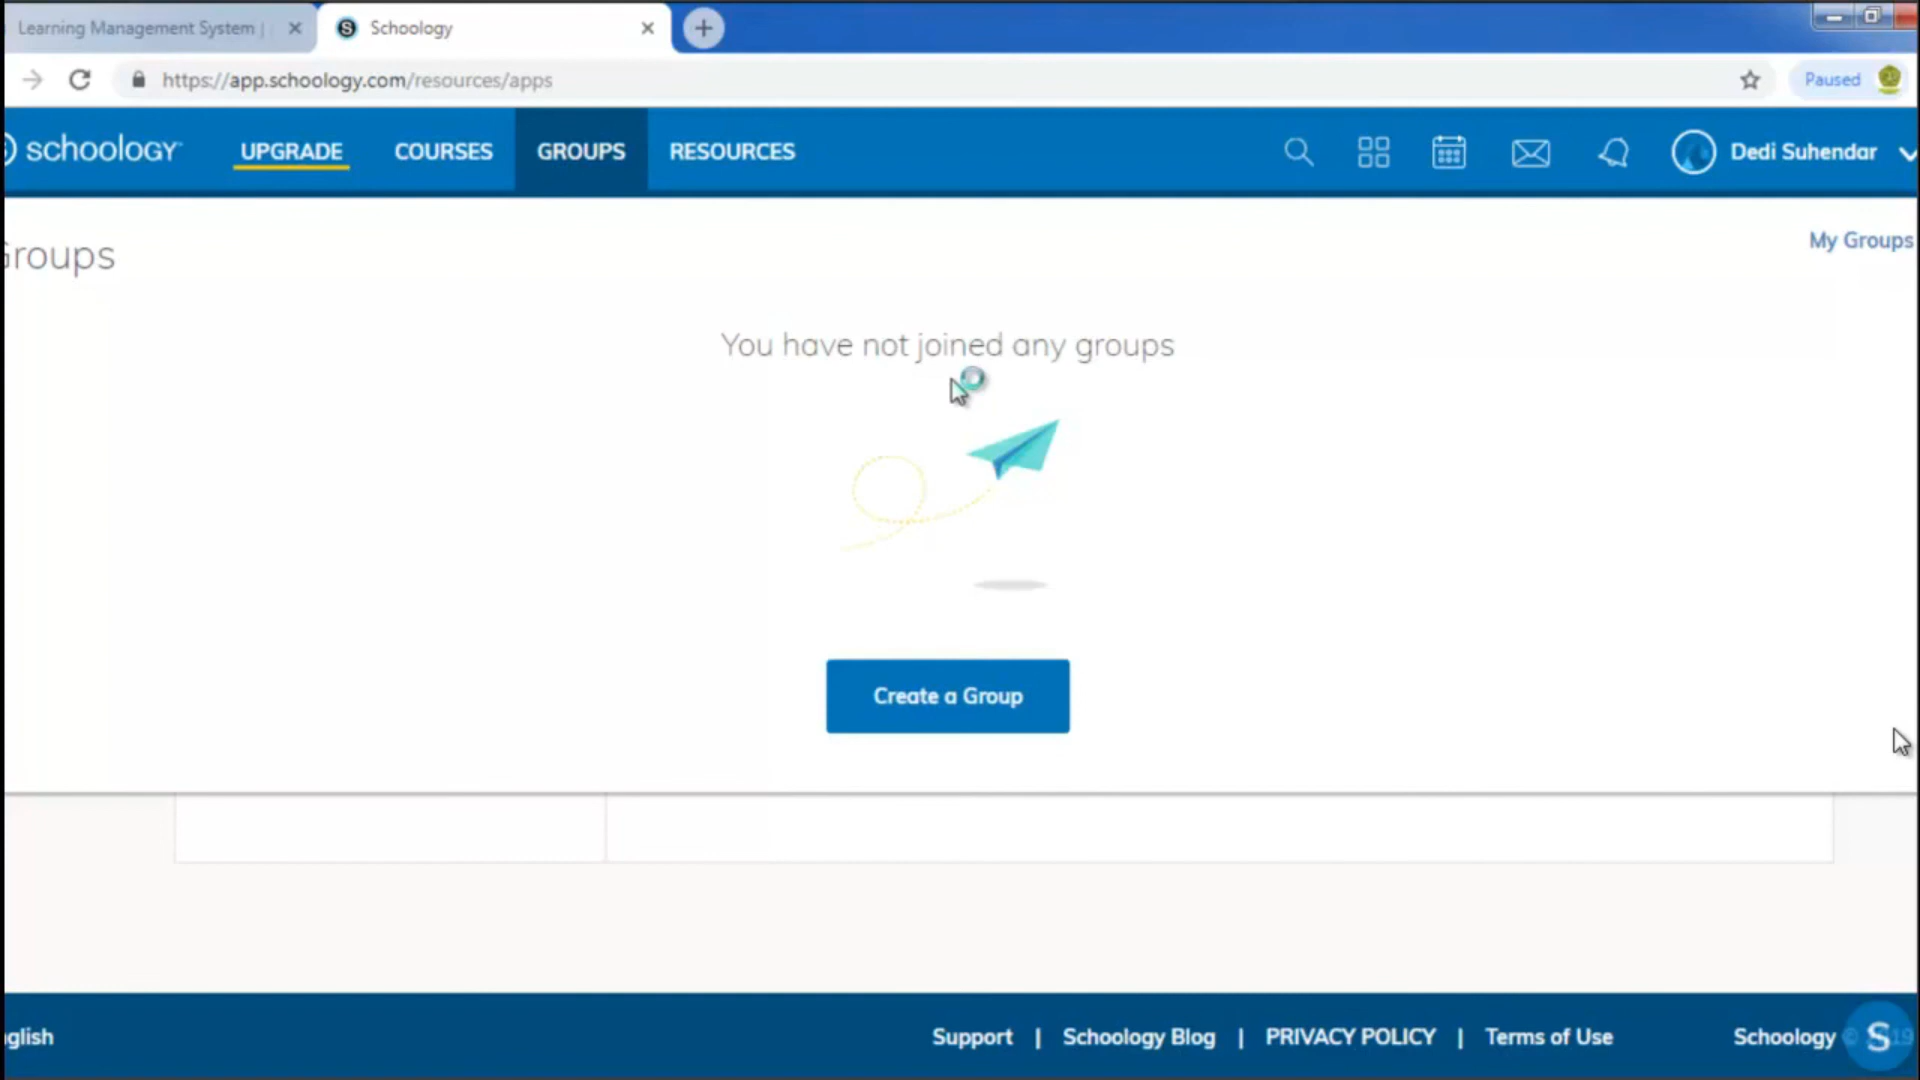 Learning Management System |
Schoology
https://app.schoology.com/resources/apps
Paused
schoology
UPGRADE
COURSES
GROUPS
RESOURCES
Dedi Suhendar
Groups
My Groups
You have not joined any groups
Create a Group
nglish
Support | Schoology Blog | PRIVACY POLICY | Terms of Use
Schoology ©
S